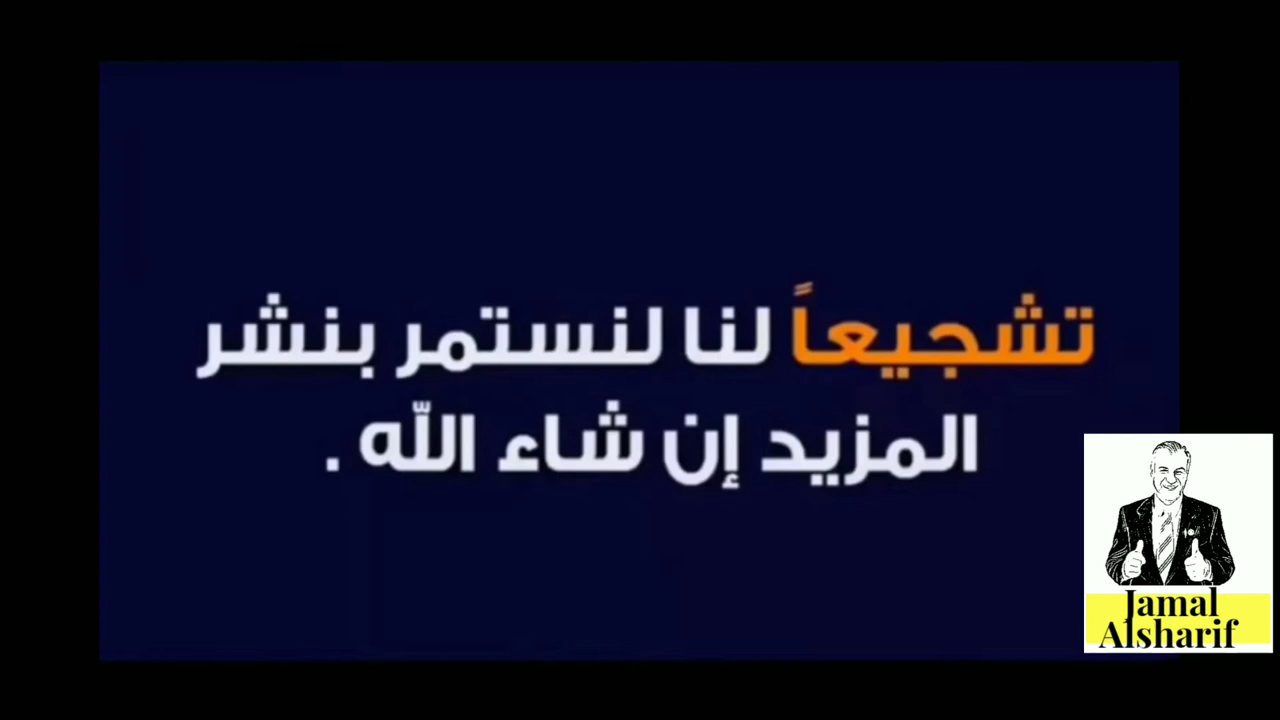 تشجيعاً لنا لنستمر بنشر
المزيد إن شاء الله .
Jamal
Alsharif